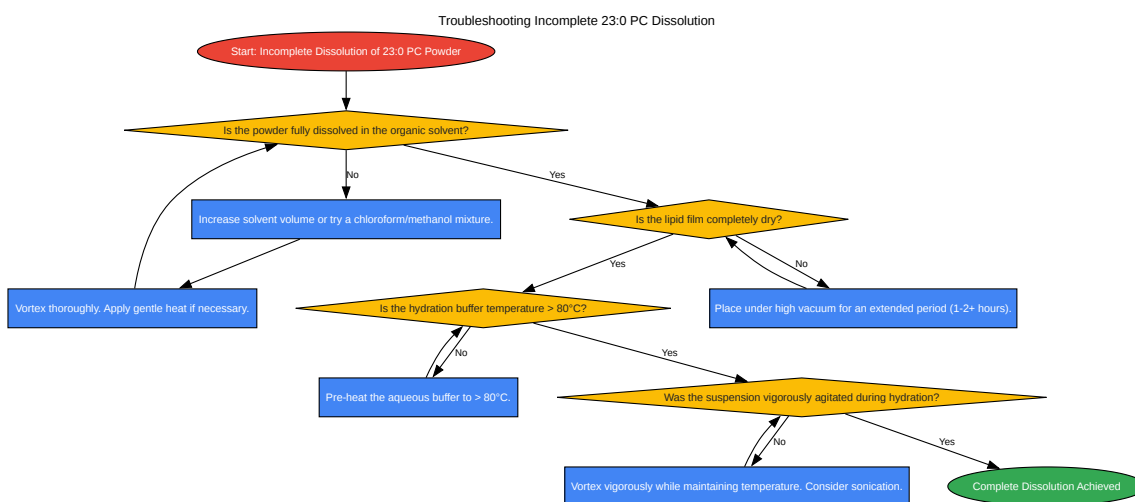 Troubleshooting Incomplete 23:0 PC Dissolution
Start: Incomplete Dissolution of 23:0 PC Powder
Is the powder fully dissolved in the organic solvent?
No
Yes
Increase solvent volume or try a chloroform/methanol mixture.
Is the lipid film completely dry?
Yes
No
Vortex thoroughly. Apply gentle heat if necessary.
Is the hydration buffer temperature > 80°C?
Place under high vacuum for an extended period (1-2+ hours).
No
Yes
Pre-heat the aqueous buffer to > 80°C.
Was the suspension vigorously agitated during hydration?
No
Yes
Vortex vigorously while maintaining temperature. Consider sonication.
Complete Dissolution Achieved